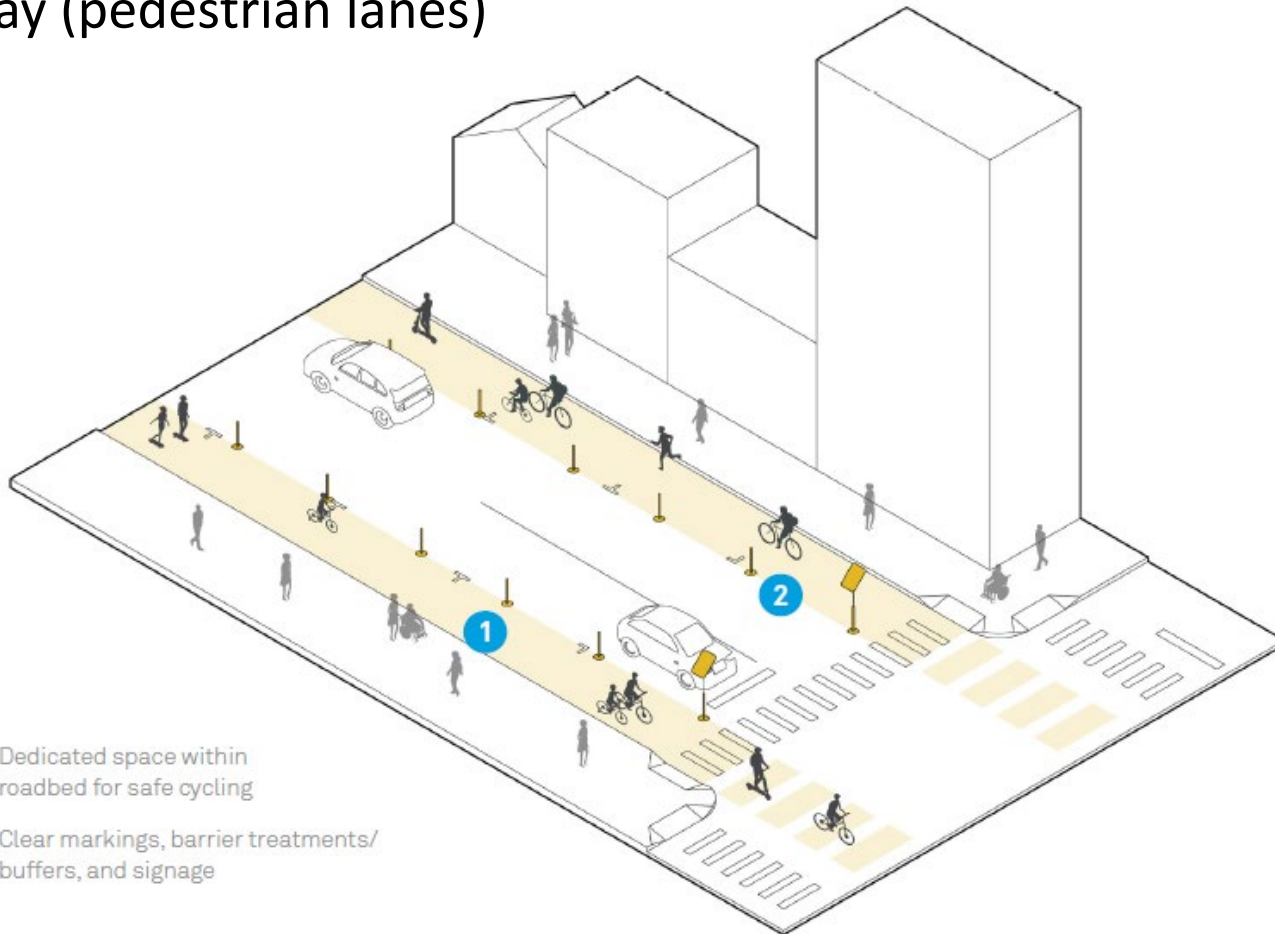 ay (pedestrian lanes)
2
1
Dedicated space within
roadbed for safe cycling
Clear markings, barrier treatments/
buffers, and signage